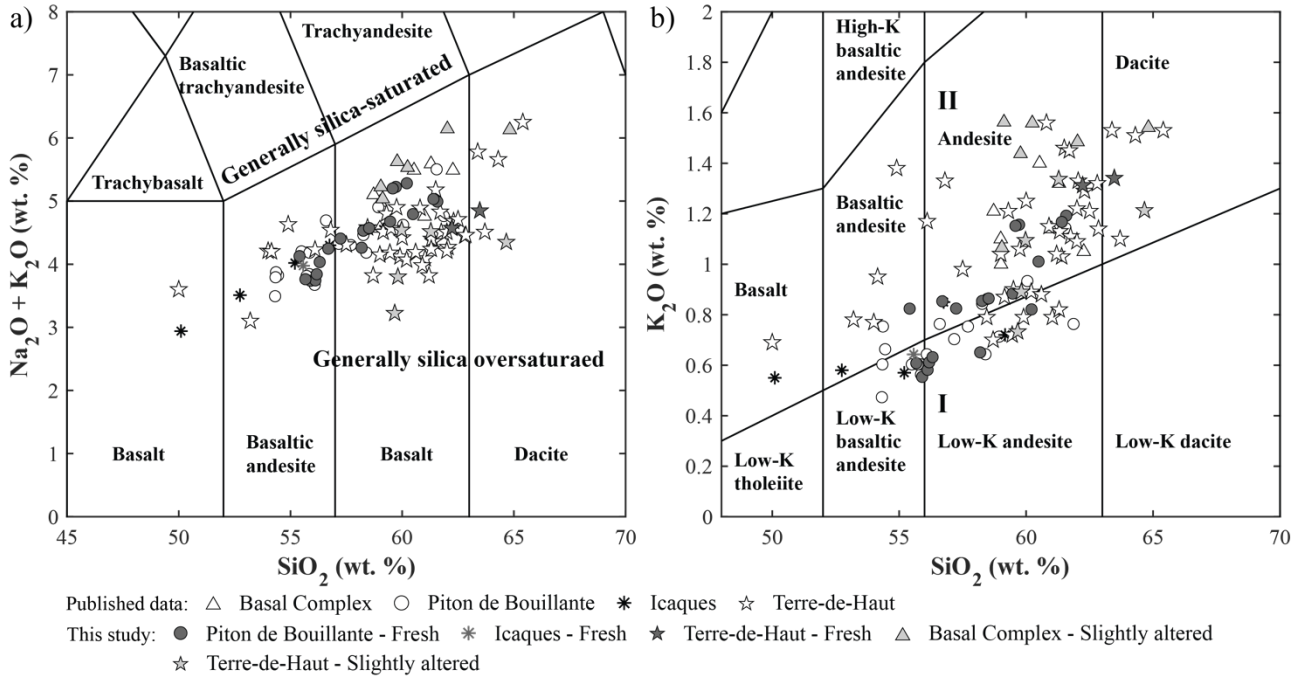 a)
Na2O + K2O (wt. %)
8
7
6
5
4
3
2
1
0
45
50
55
60
65
70
SiO2 (wt. %)
Trachybasalt
Basaltic
trachyandesite
Trachyandesite
Generally silica-saturated
Generally silica oversaturaed
Basalt
Basaltic
andesite
Basalt
Dacite
b)
K2O (wt. %)
2
1.8
1.6
1.4
1.2
1
0.8
0.6
0.4
0.2
0
50
55
60
65
70
SiO2 (wt. %)
High-K
basaltic
andesite
II
Andesite
Dacite
Basaltic
andesite
Basalt
I
Low-K
tholeiite
Low-K
basaltic
andesite
Low-K andesite
Low-K dacite
Published data: Basal Complex Piton de Bouillante Icaques Terre-de-Haut
This study: Piton de Bouillante - Fresh Icaques - Fresh Terre-de-Haut - Fresh Basal Complex - Slightly altered
Terre-de-Haut - Slightly altered